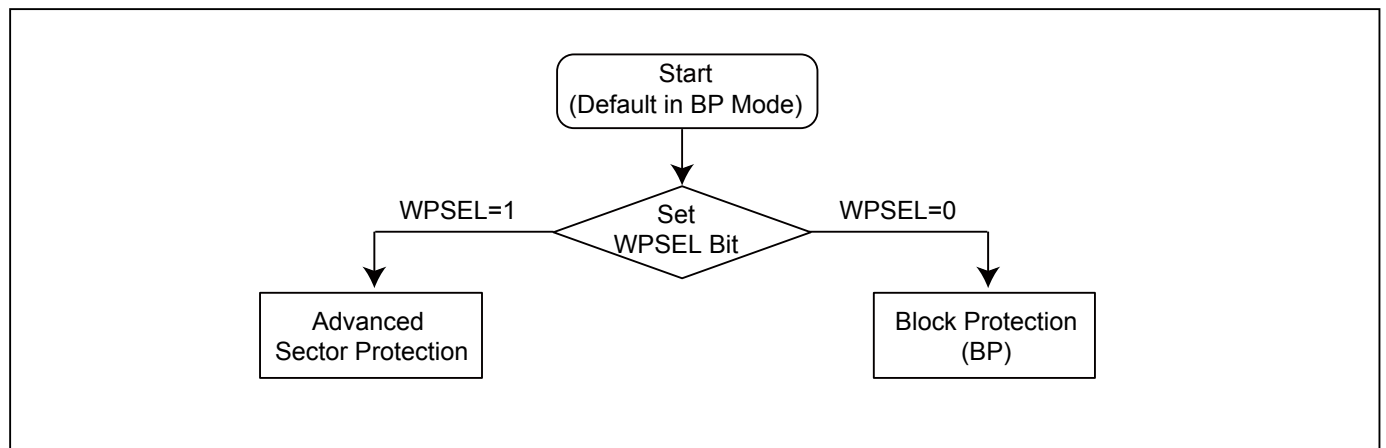 Start
(Default in BP Mode)
WPSEL=1
Set
WPSEL Bit
WPSEL=0
Advanced
Sector Protection
Block Protection
(BP)